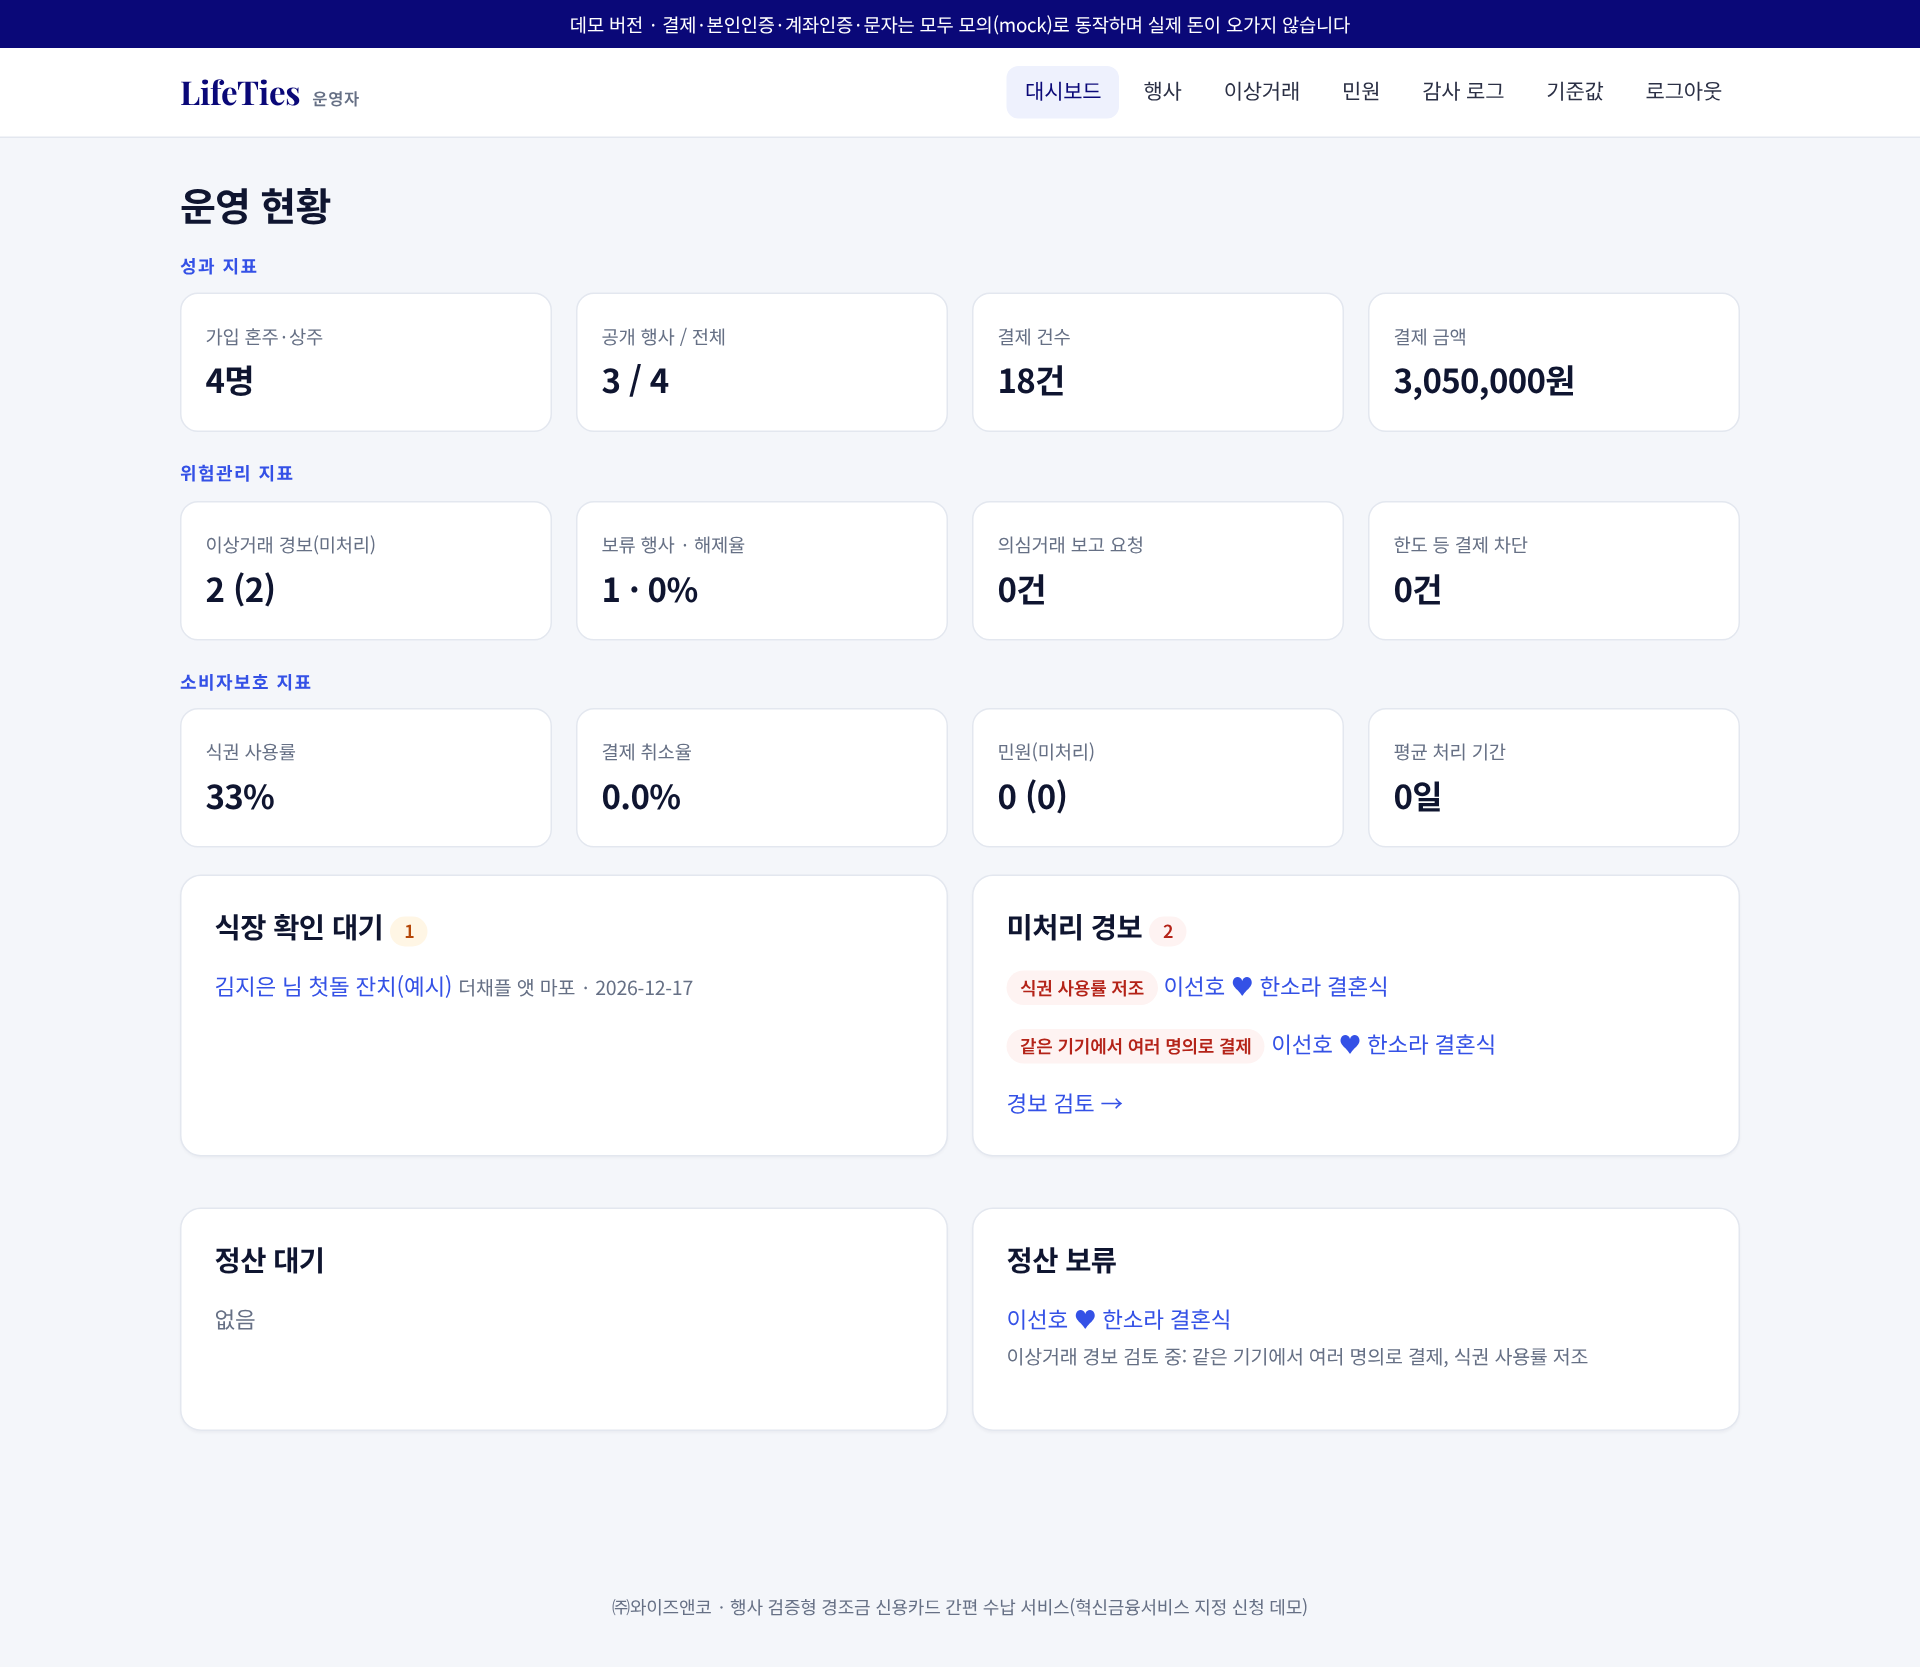 데모 버전 · 결제·본인인증·계좌인증·문자는 모두 모의(mock)로 동작하며 실제 돈이 오가지 않습니다
LifeTies 운영자
대시보드 행사 이상거래 민원 감사 로그 기준값 로그아웃
운영 현황
성과 지표
가입 혼주·상주
4명
공개 행사 / 전체
3 / 4
결제 건수
18건
결제 금액
3,050,000원
위험관리 지표
이상거래 경보(미처리)
2 (2)
보류 행사 · 해제율
1 · 0%
의심거래 보고 요청
0건
한도 등 결제 차단
0건
소비자보호 지표
식권 사용률
33%
결제 취소율
0.0%
민원(미처리)
0 (0)
평균 처리 기간
0일
식장 확인 대기 1
김지은 님 첫돌 잔치(예시) 더채플 앳 마포 · 2026-12-17
미처리 경보 2
식권 사용률 저조 이선호 ♥ 한소라 결혼식
같은 기기에서 여러 명의로 결제 이선호 ♥ 한소라 결혼식
경보 검토 →
정산 대기
없음
정산 보류
이선호 ♥ 한소라 결혼식
이상거래 경보 검토 중: 같은 기기에서 여러 명의로 결제, 식권 사용률 저조
㈜와이즈앤코 · 행사 검증형 경조금 신용카드 간편 수납 서비스(혁신금융서비스 지정 신청 데모)